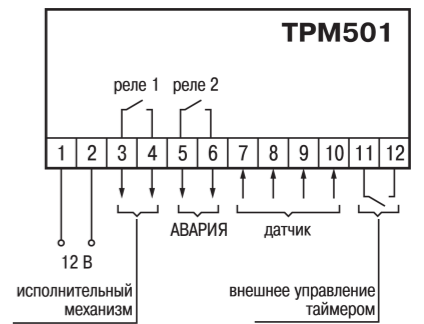 ТРМ501
реле 1 реле 2
1 2 3 4 5 6 7 8 9 10 11 12
АВАРИЯ датчик
12 В
исполнительный
механизм
внешнее управление
таймером